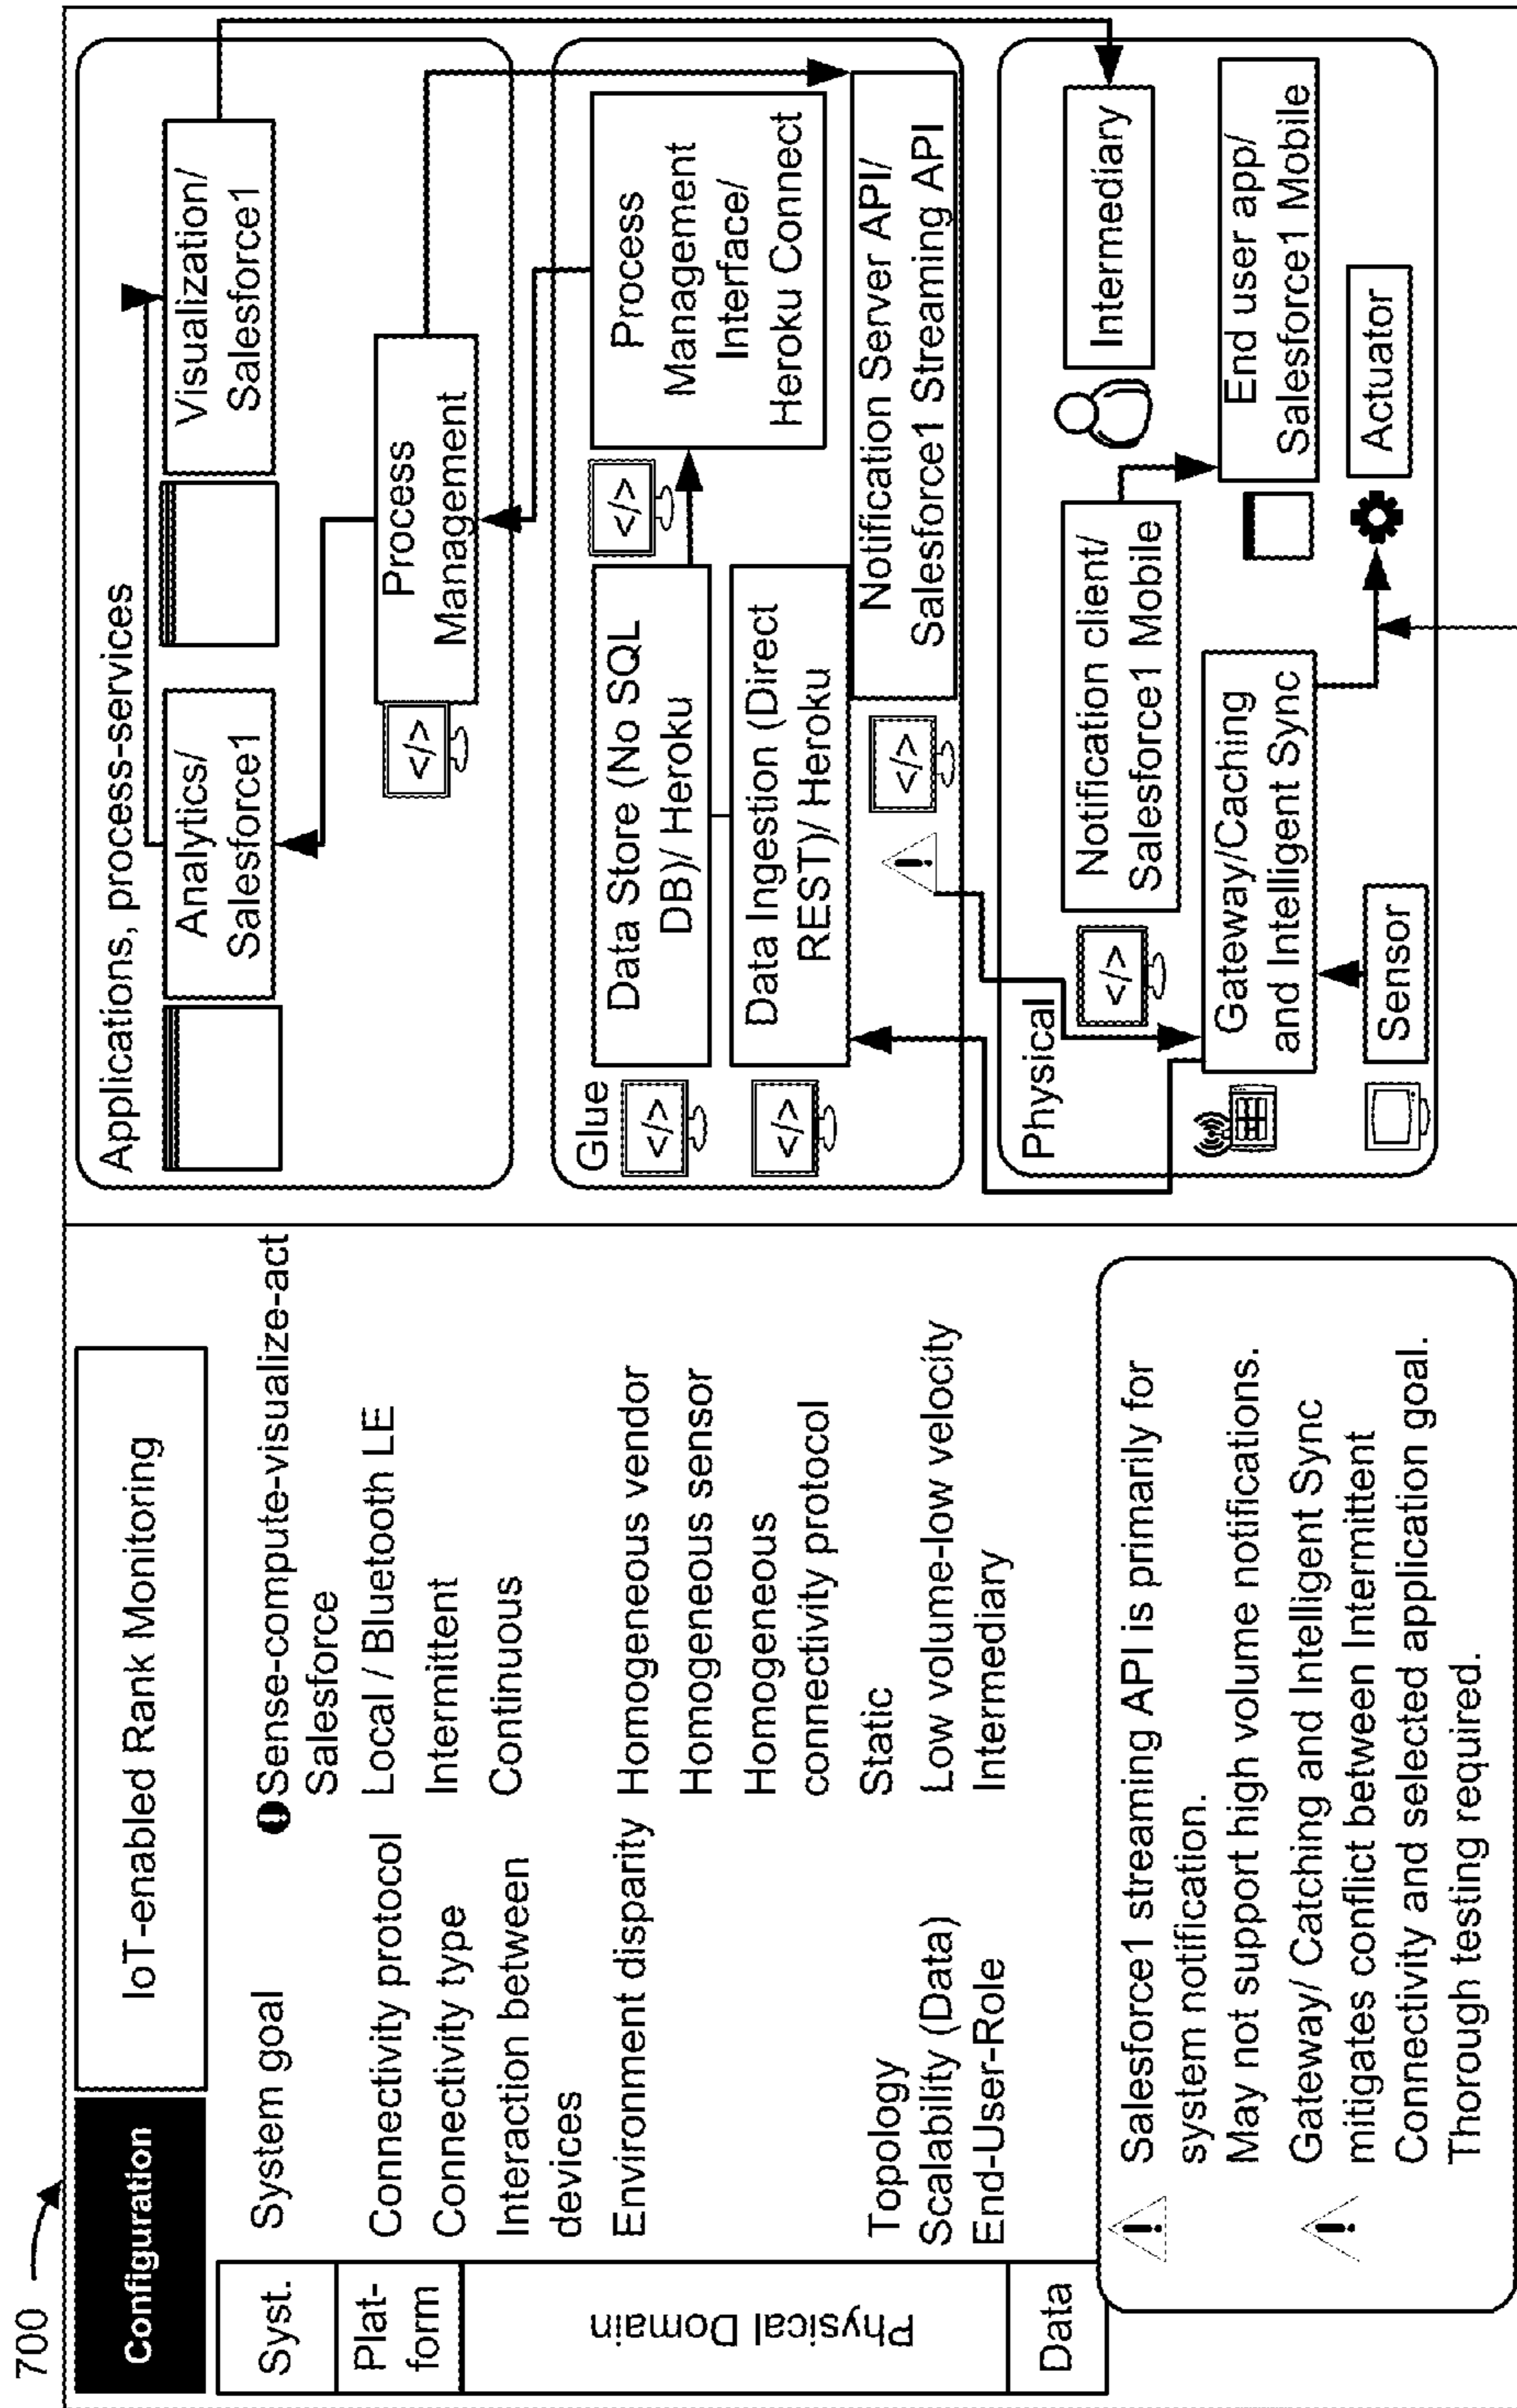 700
Configuration
IoT-enabled Rank Monitoring
Syst.
System goal
Sense-compute-visualize-act
Salesforce
Plat-
form
Connectivity protocol
Local / Bluetooth LE
Connectivity type
Intermittent
Physical Domain
Interaction between
devices
Continuous
Environment disparity
Homogeneous vendor
Homogeneous sensor
Homogeneous
connectivity protocol
Topology
Static
Data
Scalability (Data)
Low volume-low velocity
End-User-Role
Intermediary
Salesforce1 streaming API is primarily for
system notification.
May not support high volume notifications.
Gateway/ Catching and Intelligent Sync
mitigates conflict between Intermittent
Connectivity and selected application goal.
Thorough testing required.
Applications, process-services
Analytics/
Salesforce1
Visualization/
Salesforce1
</>
Process
Management
Glue
</>
Data Store (No SQL
DB)/ Heroku
</>
Process
Management
Interface/
Heroku Connect
</>
Data Ingestion (Direct
REST)/ Heroku
</>
Notification Server API/
Salesforce1 Streaming API
Physical
</>
Notification client/
Salesforce1 Mobile
Intermediary
Gateway/Caching
and Intelligent Sync
End user app/
Salesforce1 Mobile
Sensor
Actuator